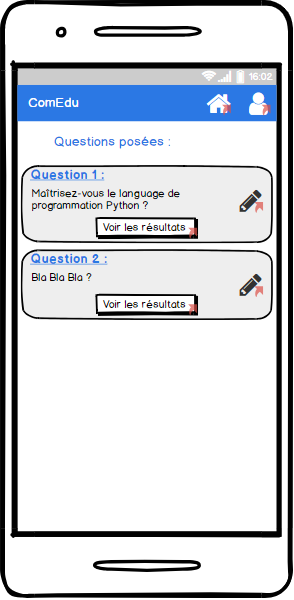 16:02
ComEdu
Questions posées :
Question 1 :
Maîtrisez-vous le language de
programmation Python ?
Voir les résultats
Question 2 :
Bla Bla Bla ?
Voir les résultats